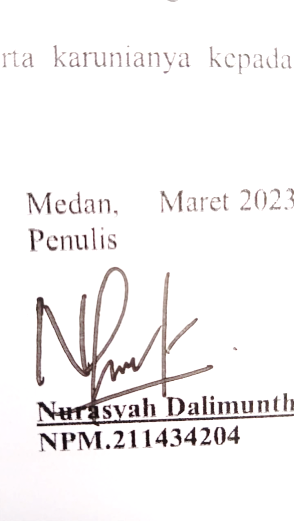 rta karunianya kepada
Medan, Maret 2023
Penulis
Nurasyah Dalimunth
NPM.211434204